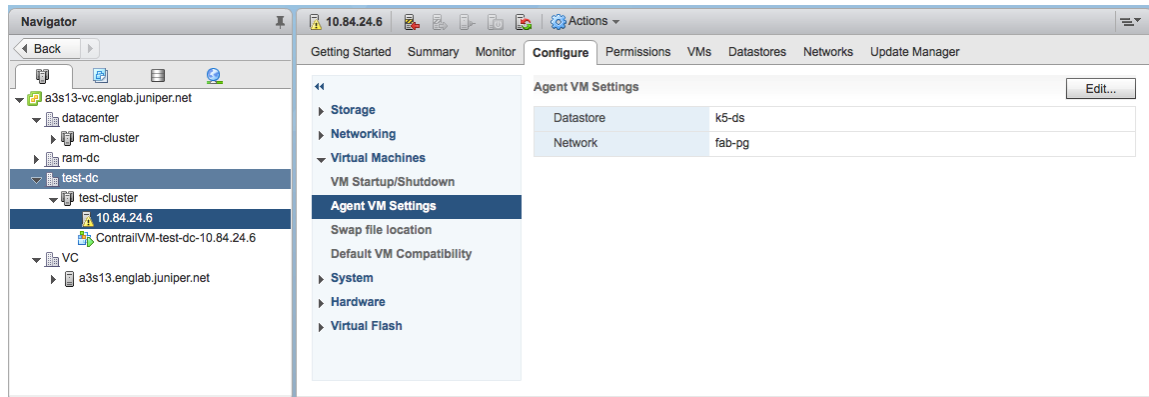 Navigator
Back
a3s13-vc.englab.juniper.net
datacenter
ram-cluster
ram-dc
test-dc
test-cluster
10.84.24.6
ContrailVM-test-dc-10.84.24.6
VC
a3s13.englab.juniper.net
10.84.24.6 Actions
Getting Started Summary Monitor Configure Permissions VMs Datastores Networks Update Manager
Storage
Networking
Virtual Machines
VM Startup/Shutdown
Agent VM Settings
Swap file location
Default VM Compatibility
System
Hardware
Virtual Flash
Agent VM Settings Edit...
Datastore k5-ds
Network fab-pg